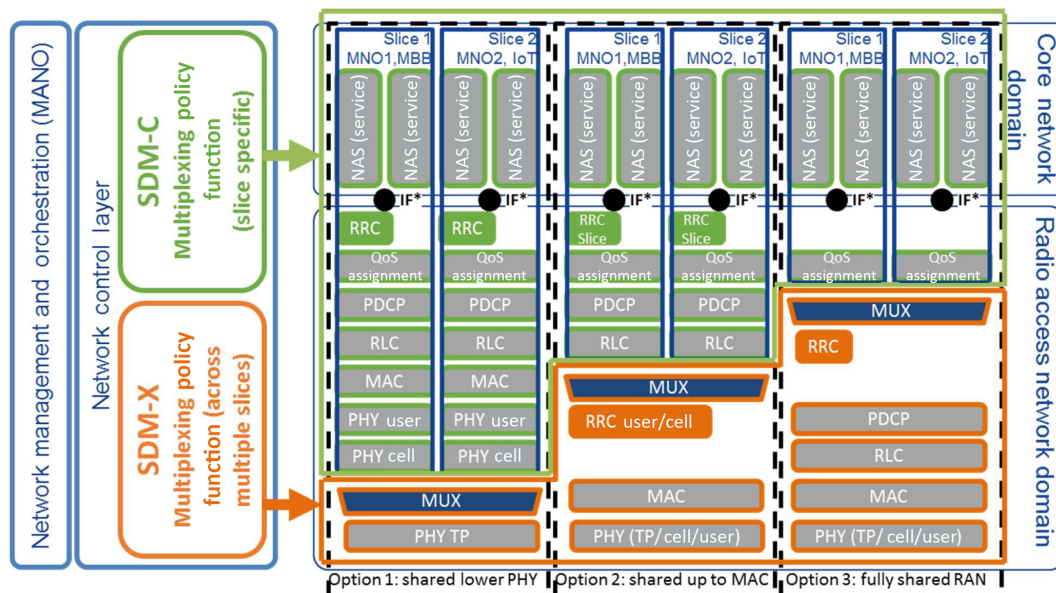 Network management and orchestration (MANO)
Network control layer
SDM-C
Multiplexing policy
function
(slice specific)
SDM-X
Multiplexing policy
function (across
multiple slices)
Slice 1
MNO1,MBB
NAS (service)
NAS (service)
IF*
RRC
QoS
assignment
PDCP
RLC
MAC
PHY user
PHY cell
Slice 2
MNO2, IoT
NAS (service)
NAS (service)
IF*
RRC
QoS
assignment
PDCP
RLC
MAC
PHY user
PHY cell
MUX
PHY TP
Option 1: shared lower PHY
Slice 1
MNO1,MBB
NAS (service)
NAS (service)
IF*
RRC
Slice
QoS
assignment
PDCP
RLC
Slice 2
MNO2, IoT
NAS (service)
NAS (service)
IF*
RRC
Slice
QoS
assignment
PDCP
RLC
MUX
RRC user/cell
MAC
PHY (TP/cell/user)
Option 2: shared up to MAC
Slice 1
MNO1,MBB
NAS (service)
NAS (service)
IF*
QoS
assignment
Slice 2
MNO2, IoT
NAS (service)
NAS (service)
IF*
QoS
assignment
MUX
RRC
PDCP
RLC
MAC
PHY (TP/cell/user)
Option 3: fully shared RAN
Core network
domain
Radio access network domain